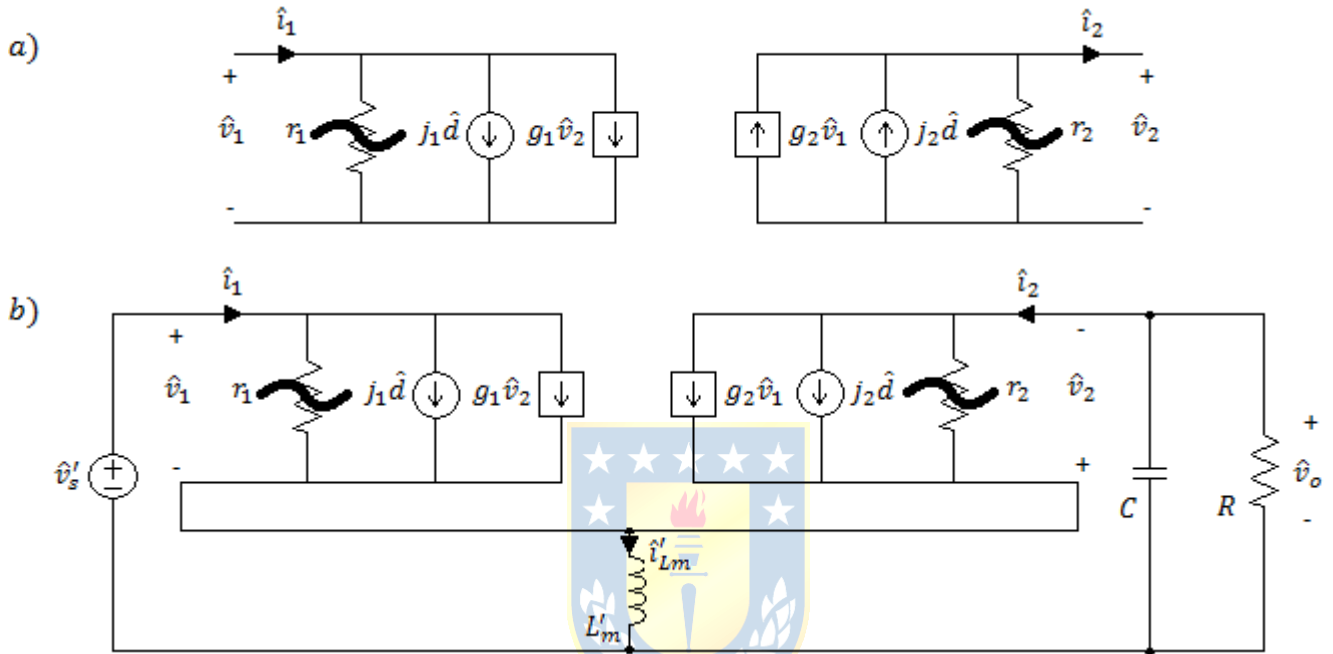 a)
î₁
î₂
+
+
v̂₁
r₁
j₁d̂
g₁v̂₂
g₂v̂₁
j₂d̂
r₂
v̂₂
-
-
b)
î₁
î₂
+
-
v̂₁
r₁
j₁d̂
g₁v̂₂
g₂v̂₁
j₂d̂
r₂
v̂₂
+
v̂ₛ′
+
-
-
+
C
R
v̂ₒ
-
î′Lm
L′m